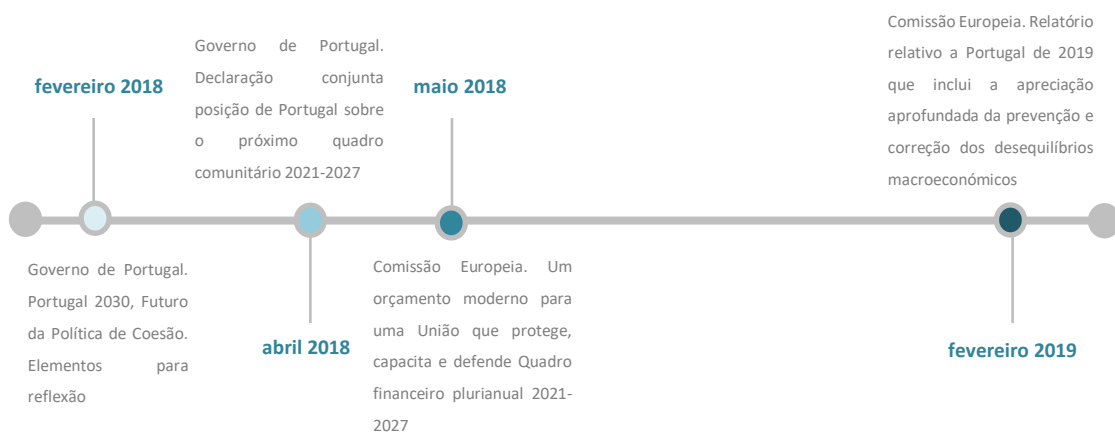 fevereiro 2018
Governo de Portugal.
Portugal 2030, Futuro
da Política de Coesão.
Elementos para
reflexão
Governo de Portugal.
Declaração conjunta
posição de Portugal sobre
o próximo quadro
comunitário 2021-2027
abril 2018
maio 2018
Comissão Europeia. Um
orçamento moderno para
uma União que protege,
capacita e defende Quadro
financeiro plurianual 2021-
2027
Comissão Europeia. Relatório
relativo a Portugal de 2019
que inclui a apreciação
aprofundada da prevenção e
correção dos desequilíbrios
macroeconómicos
fevereiro 2019